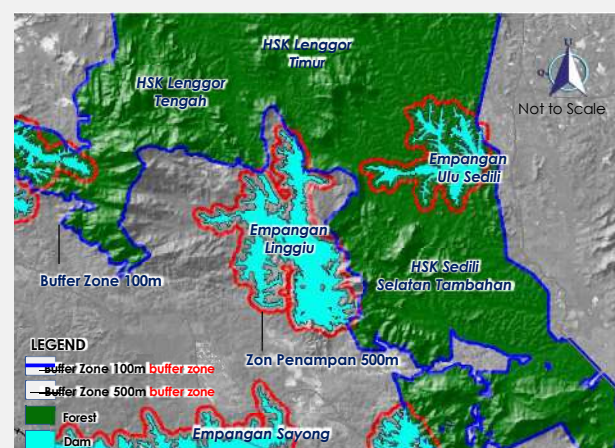 HSK Lenggor
Timur
HSK Lenggor
Tengah
U
Not to Scale
Empangan
Ulu Sedili
Empangan
Linggiu
Buffer Zone 100m
HSK Sedili
Selatan Tambahan
Zon Penampan 500m
LEGEND
Buffer Zone 100m buffer zone
Buffer Zone 500m buffer zone
Forest
Dam
Empangan Sayong